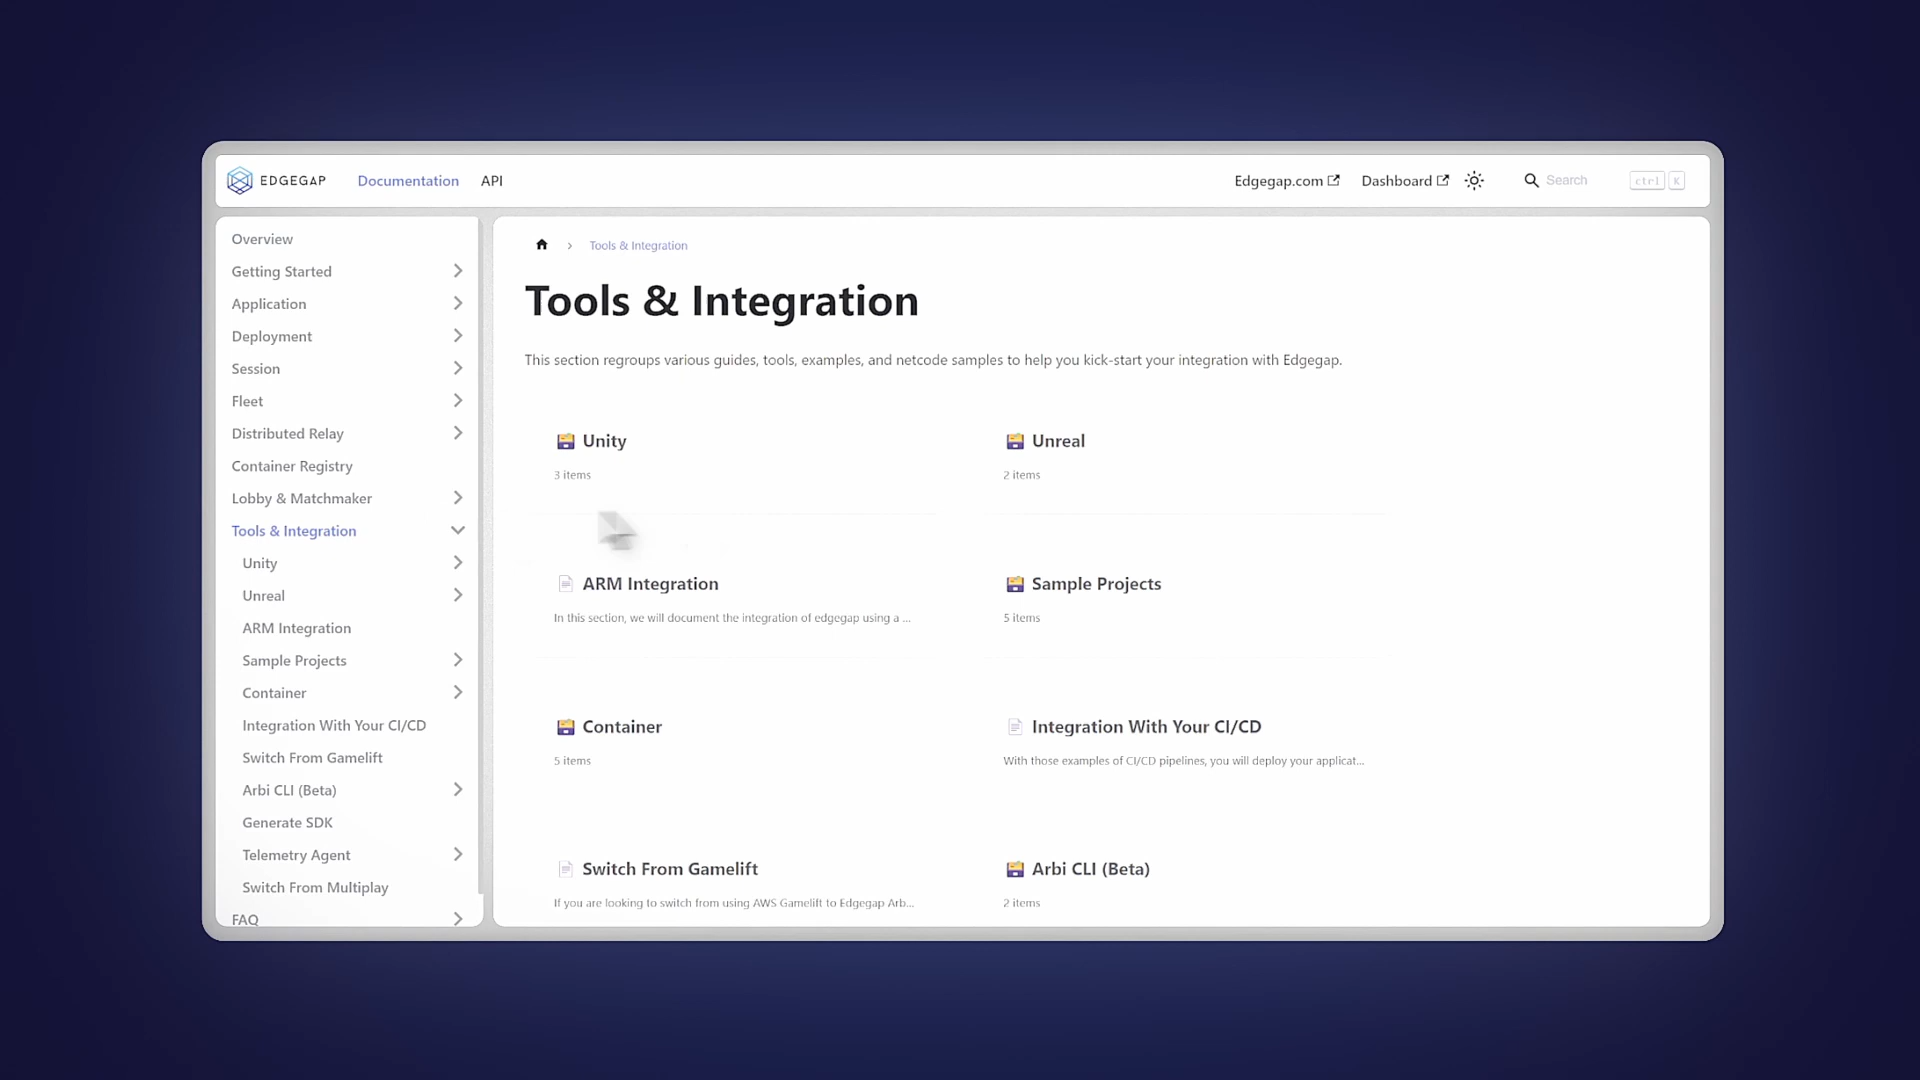 EDGEGAP Documentation API Edgegap.com Dashboard Search ctrl K
Overview
Getting Started
Application
Deployment
Session
Fleet
Distributed Relay
Container Registry
Lobby & Matchmaker
Tools & Integration
Unity
Unreal
ARM Integration
Sample Projects
Container
Integration With Your CI/CD
Switch From Gamelift
Arbi CLI (Beta)
Generate SDK
Telemetry Agent
Switch From Multiplay
FAQ
Tools & Integration
Tools & Integration
This section regroups various guides, tools, examples, and netcode samples to help you kick-start your integration with Edgegap.
Unity
3 items
Unreal
2 items
ARM Integration
In this section, we will document the integration of edgegap using a ...
Sample Projects
5 items
Container
5 items
Integration With Your CI/CD
With those examples of CI/CD pipelines, you will deploy your applicat...
Switch From Gamelift
If you are looking to switch from using AWS Gamelift to Edgegap Arb...
Arbi CLI (Beta)
2 items